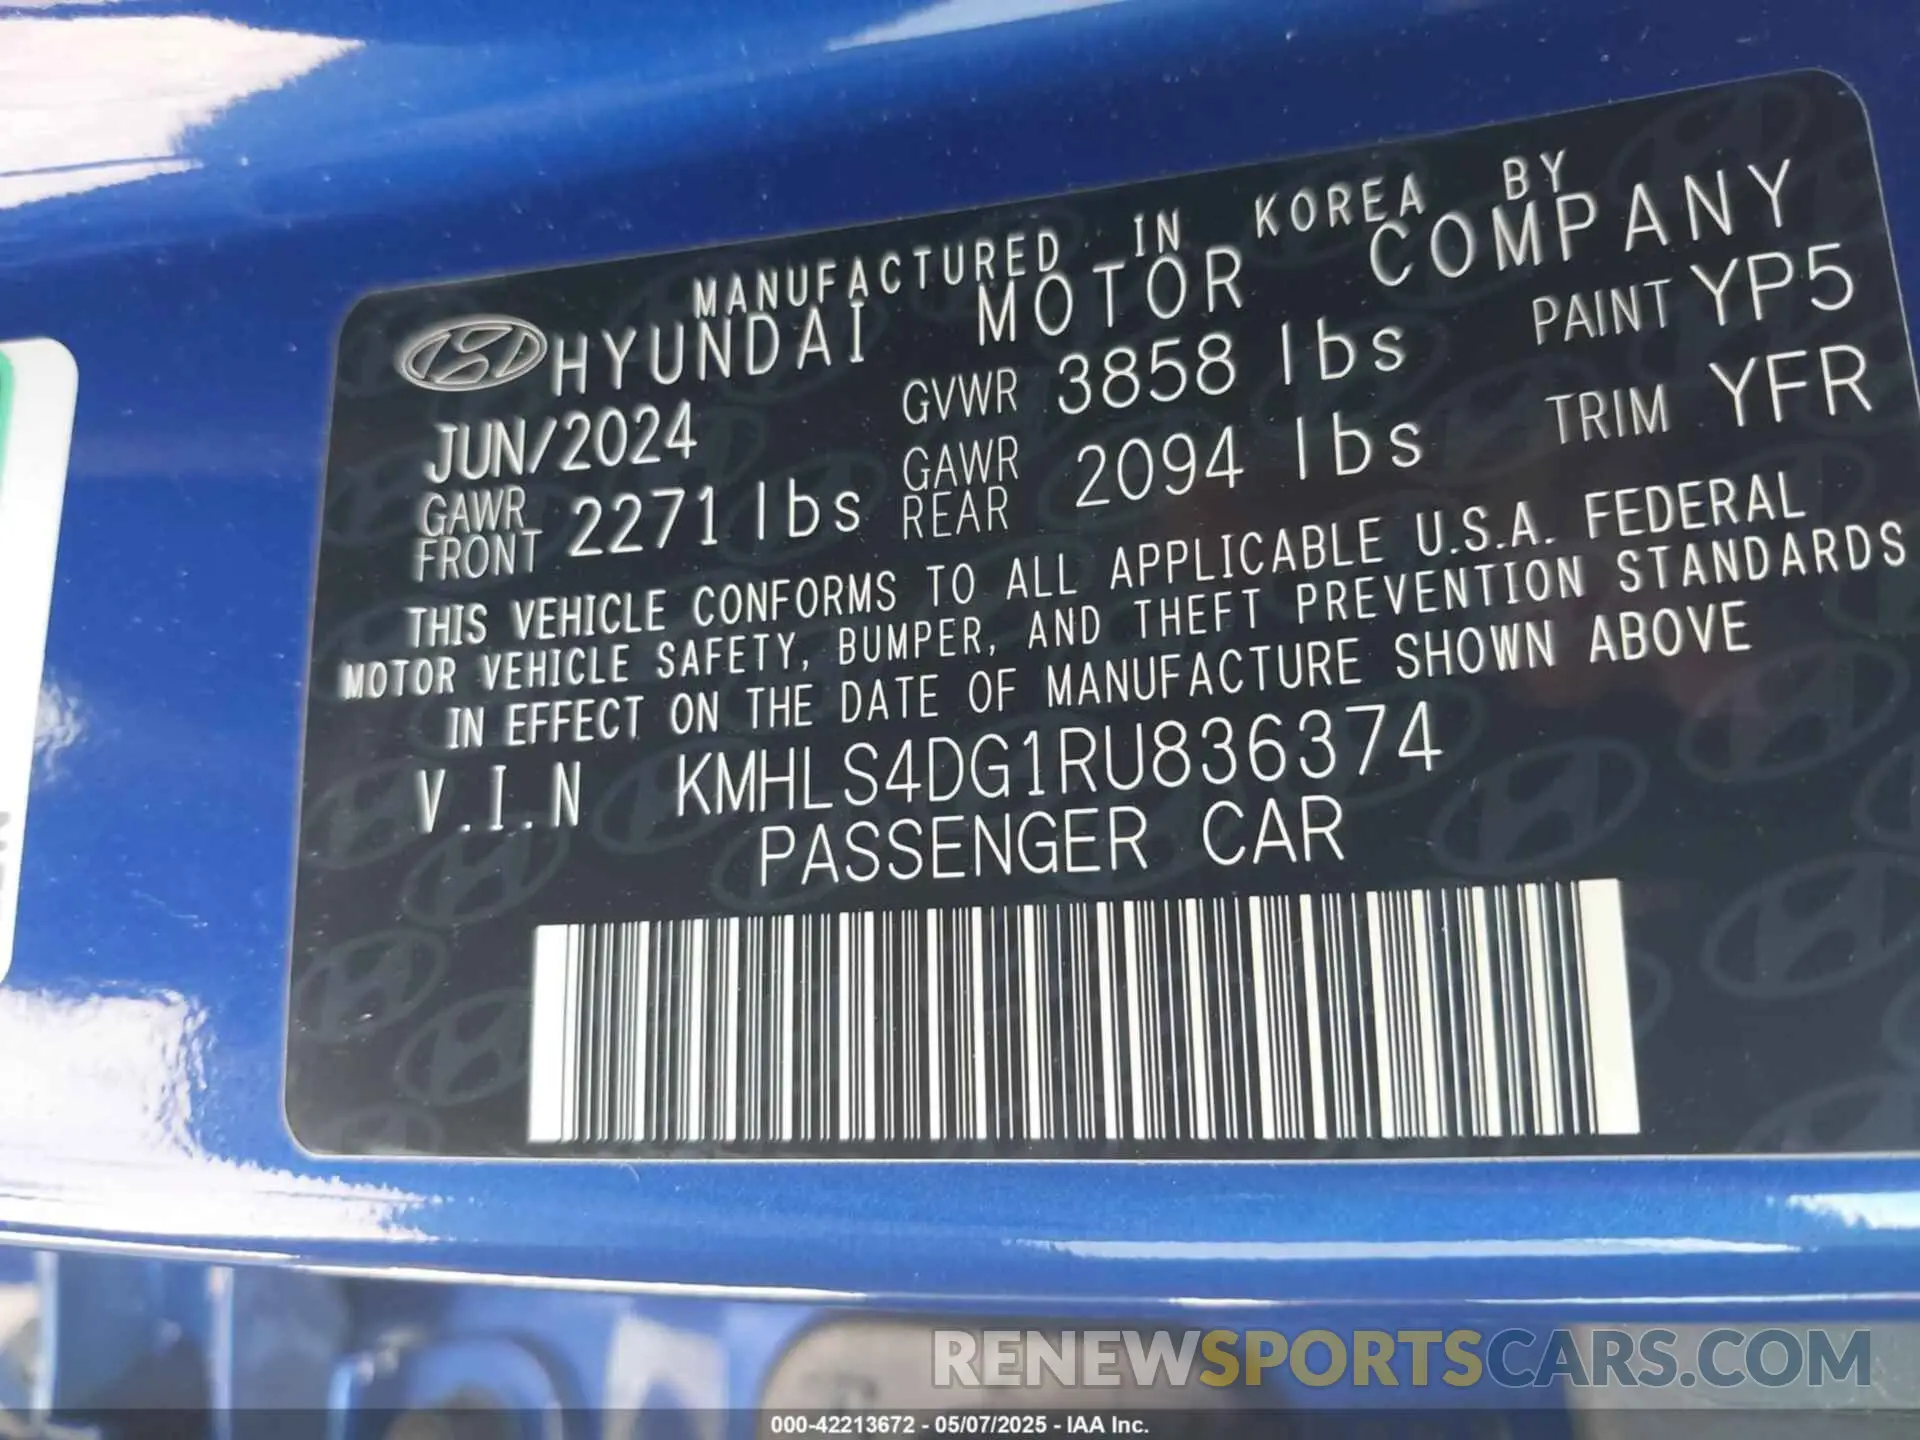 MANUFACTURED IN KOREA BY
HYUNDAI MOTOR COMPANY
JUN/2024 GVWR 3858 lbs PAINT YP5
GAWR FRONT 2271 lbs GAWR REAR 2094 lbs TRIM YFR
THIS VEHICLE CONFORMS TO ALL APPLICABLE U.S.A. FEDERAL
MOTOR VEHICLE SAFETY, BUMPER, AND THEFT PREVENTION STANDARDS
IN EFFECT ON THE DATE OF MANUFACTURE SHOWN ABOVE
V.I.N KMHLS4DG1RU836374
PASSENGER CAR
RENEWSPORTSCARS.COM
000-42213672 - 05/07/2025 - IAA Inc.